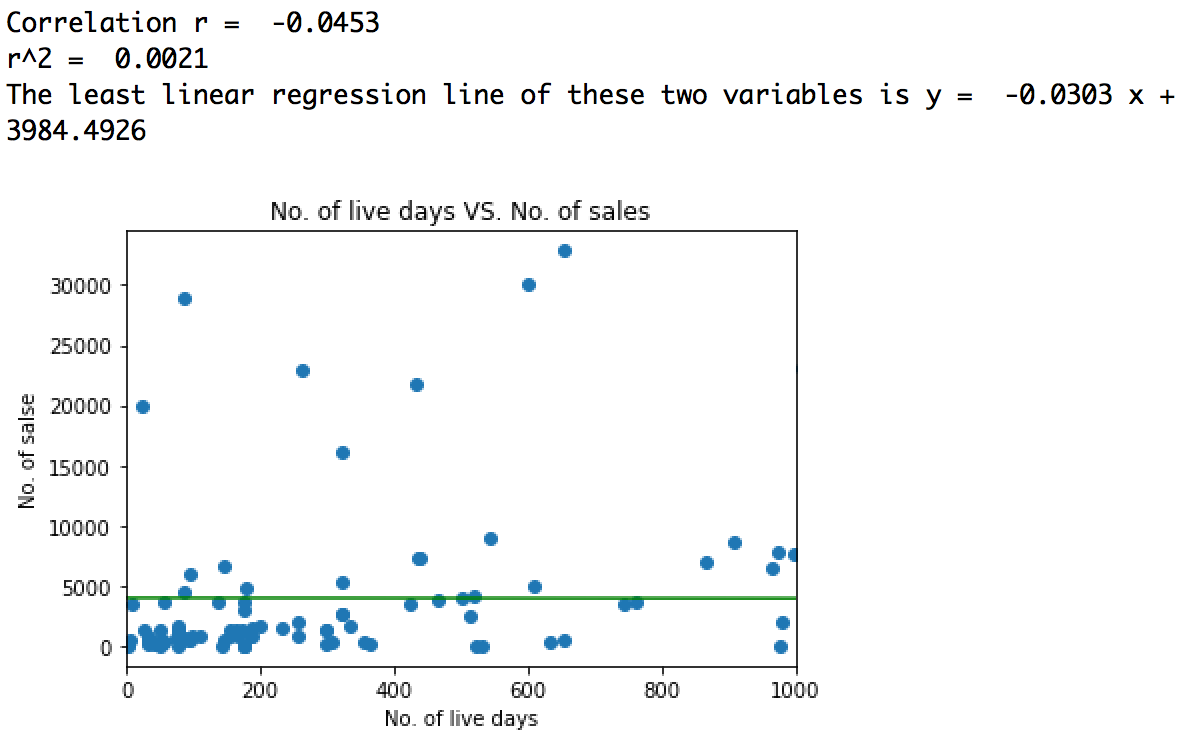 Correlation r =  -0.0453
r^2 =  0.0021
The least linear regression line of these two variables is y =  -0.0303 x +
3984.4926
No. of live days VS. No. of sales
30000
25000
20000
15000
10000
5000
0
No. of salse
0 200 400 600 800 1000
No. of live days